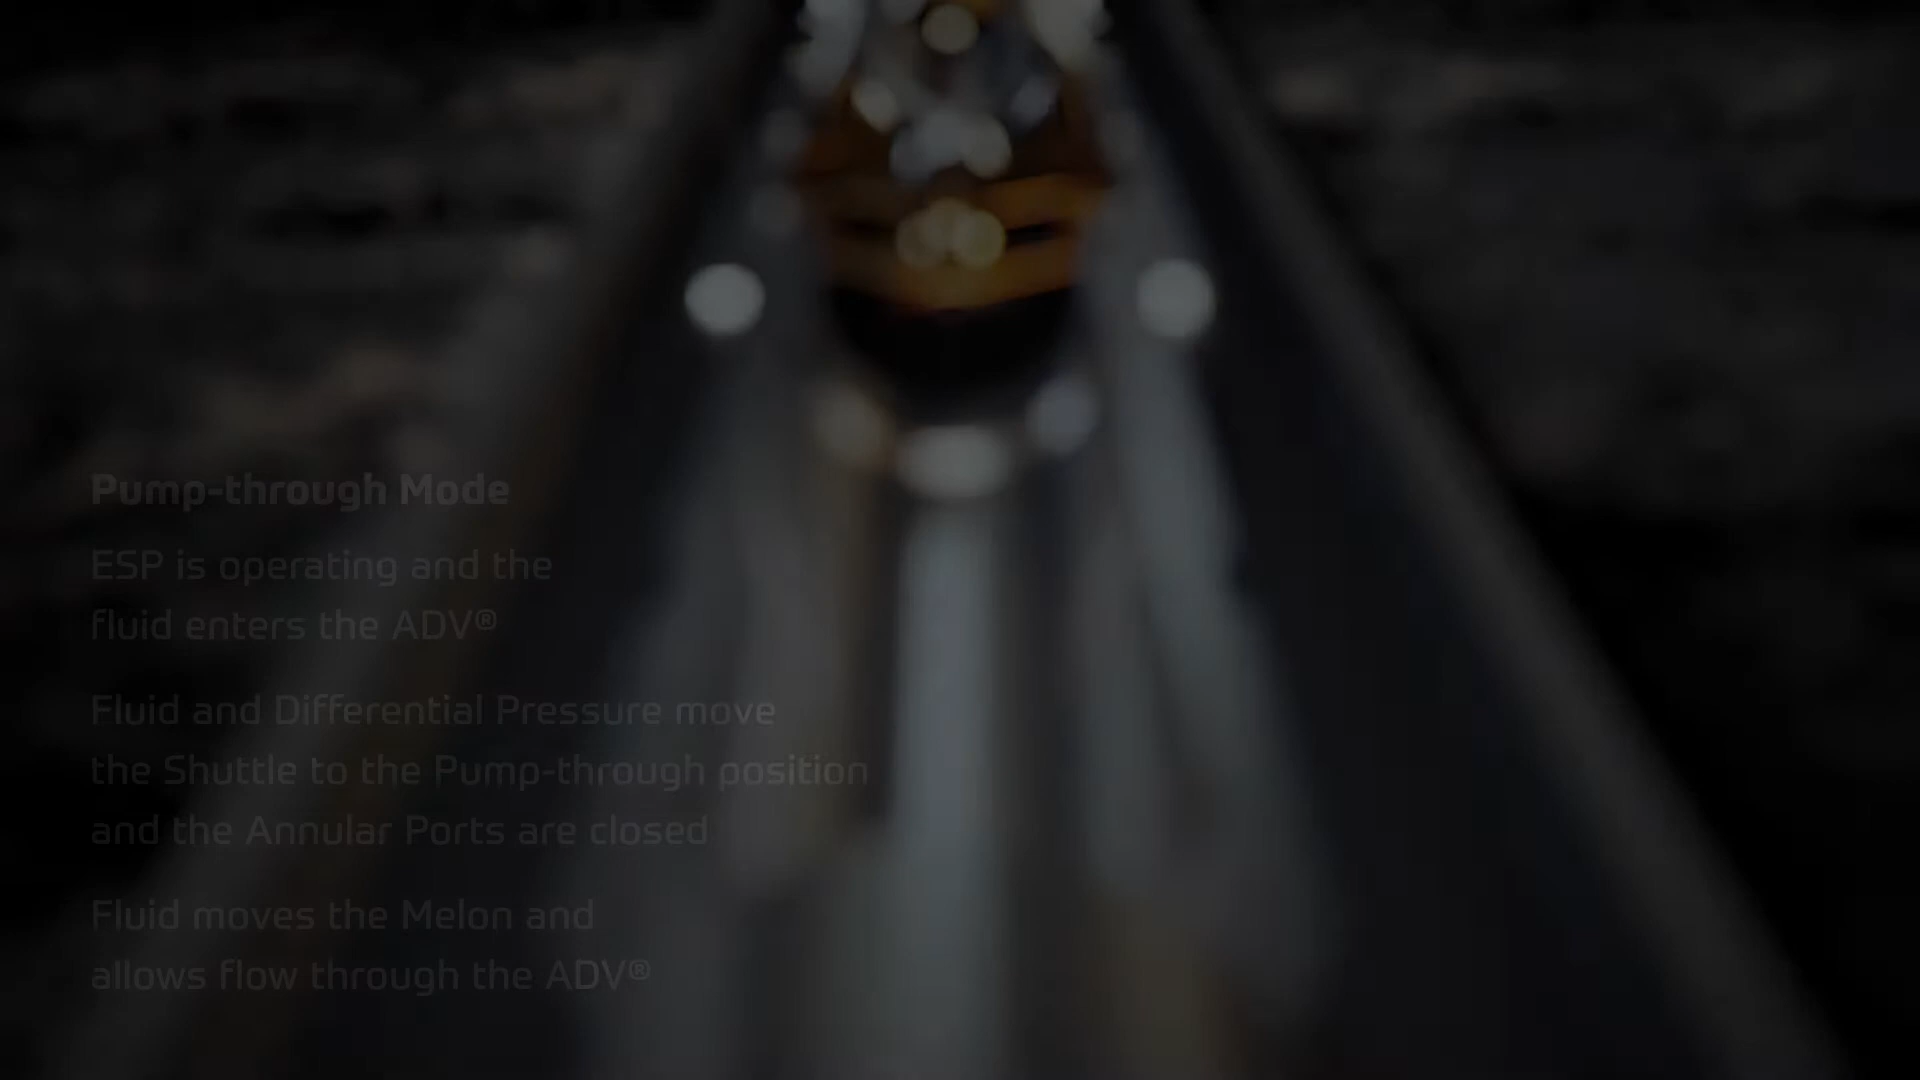 Pump-through Mode
ESP is operating and the
fluid enters the ADV®
Fluid and Differential Pressure move
the Shuttle to the Pump-through position
and the Annular Ports are closed
Fluid moves the Melon and
allows flow through the ADV®